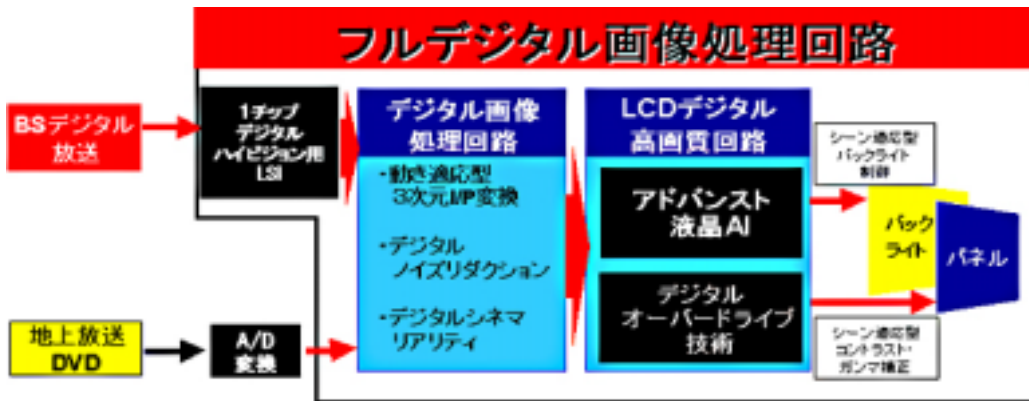 フルデジタル画像処理回路
BSデジタル
放送
1チップ
デジタル
ハイビジョン用
LSI
デジタル画像
処理回路
・動き適応型
3次元I/P変換
・デジタル
ノイズリダクション
・デジタルシネマ
リアリティ
LCDデジタル
高画質回路
アドバンスト
液晶AI
デジタル
オーバードライブ
技術
シーン適応型
バックライト
制御
バック
ライト
パネル
シーン適応型
コントラスト・
ガンマ補正
地上放送
DVD
A/D
変換